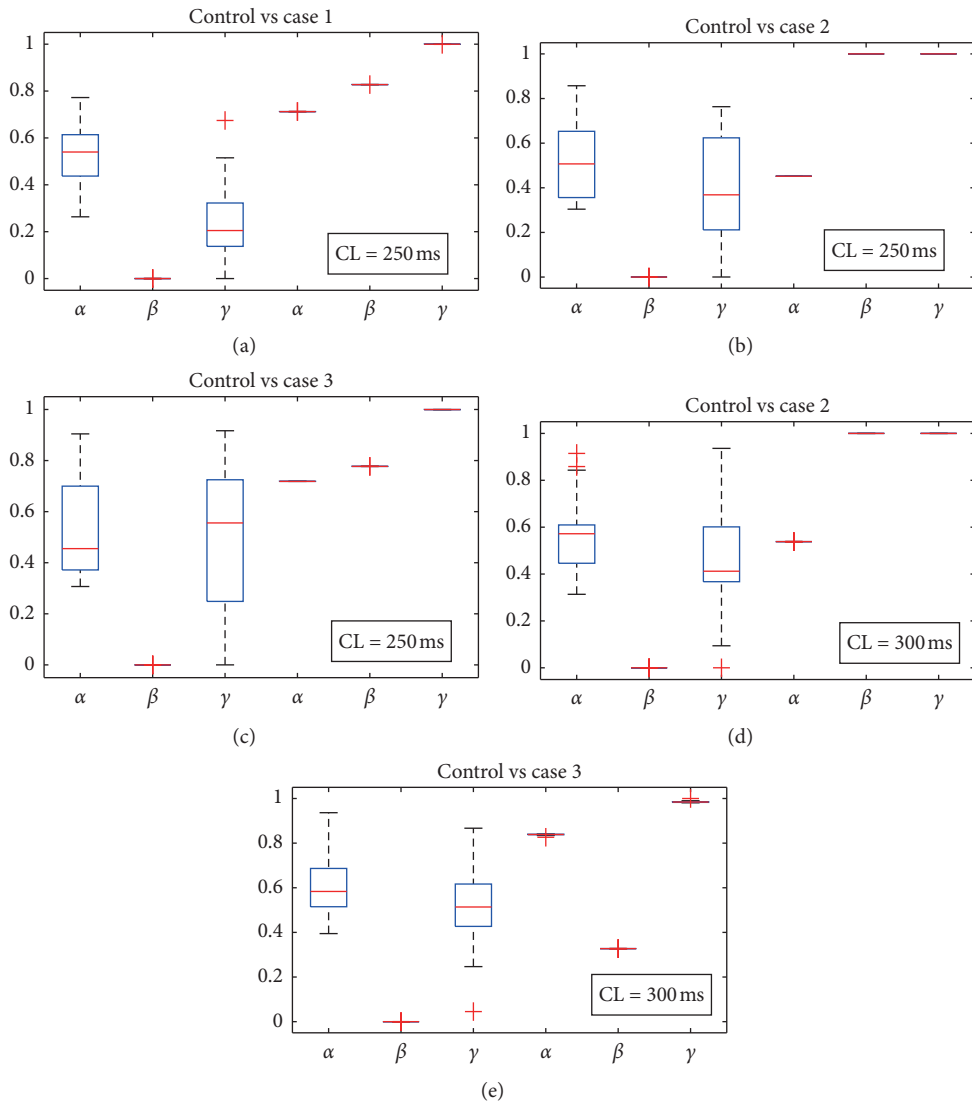 Control vs case 1
1
0.8
0.6
0.4
0.2
0
CL = 250 ms
α β γ α β γ
(a)
Control vs case 2
1
0.8
0.6
0.4
0.2
0
CL = 250 ms
α β γ α β γ
(b)
Control vs case 3
1
0.8
0.6
0.4
0.2
0
CL = 250 ms
α β γ α β γ
(c)
Control vs case 2
1
0.8
0.6
0.4
0.2
0
CL = 300 ms
α β γ α β γ
(d)
Control vs case 3
1
0.8
0.6
0.4
0.2
0
CL = 300 ms
α β γ α β γ
(e)